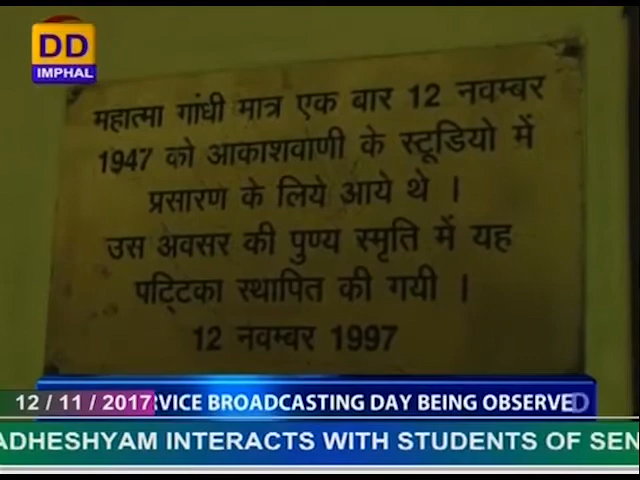 DD
IMPHAL
महात्मा गांधी मात्र एक बार 12 नवम्बर
1947 को आकाशवाणी के स्टूडियो में
प्रसारण के लिये आये थे ।
उस अवसर की पुण्य स्मृति में यह
पट्टिका स्थापित की गयी ।
12 नवम्बर 1997
12 / 11 / 2017 RVICE BROADCASTING DAY BEING OBSERVED
ADHESHYAM INTERACTS WITH STUDENTS OF SEN